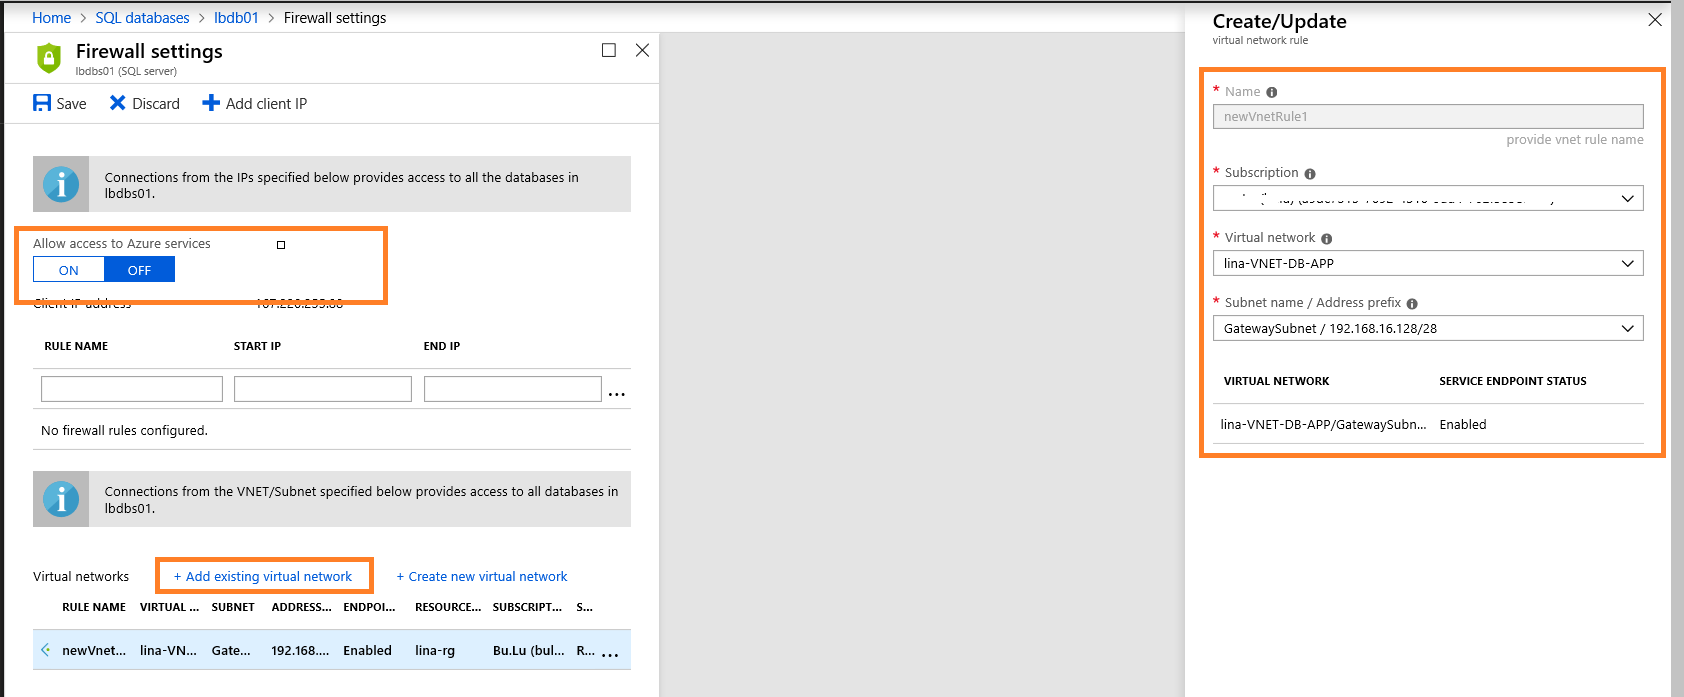 Home > SQL databases > lbdb01 > Firewall settings
Firewall settings
lbdbs01 (SQL server)
Save Discard Add client IP
Connections from the IPs specified below provides access to all the databases in
lbdbs01.
Allow access to Azure services
ON OFF
Client IP address
RULE NAME START IP END IP
...
No firewall rules configured.
Connections from the VNET/Subnet specified below provides access to all databases in
lbdbs01.
Virtual networks + Add existing virtual network + Create new virtual network
RULE NAME VIRTUAL ... SUBNET ADDRESS... ENDPOI... RESOURCE... SUBSCRIPT... S...
newVnet... lina-VN... Gate... 192.168.... Enabled lina-rg Bu.Lu (bul... R... ...
Create/Update
virtual network rule
* Name
newVnetRule1
provide vnet rule name
* Subscription
* Virtual network
lina-VNET-DB-APP
* Subnet name / Address prefix
GatewaySubnet / 192.168.16.128/28
VIRTUAL NETWORK SERVICE ENDPOINT STATUS
lina-VNET-DB-APP/GatewaySubn... Enabled